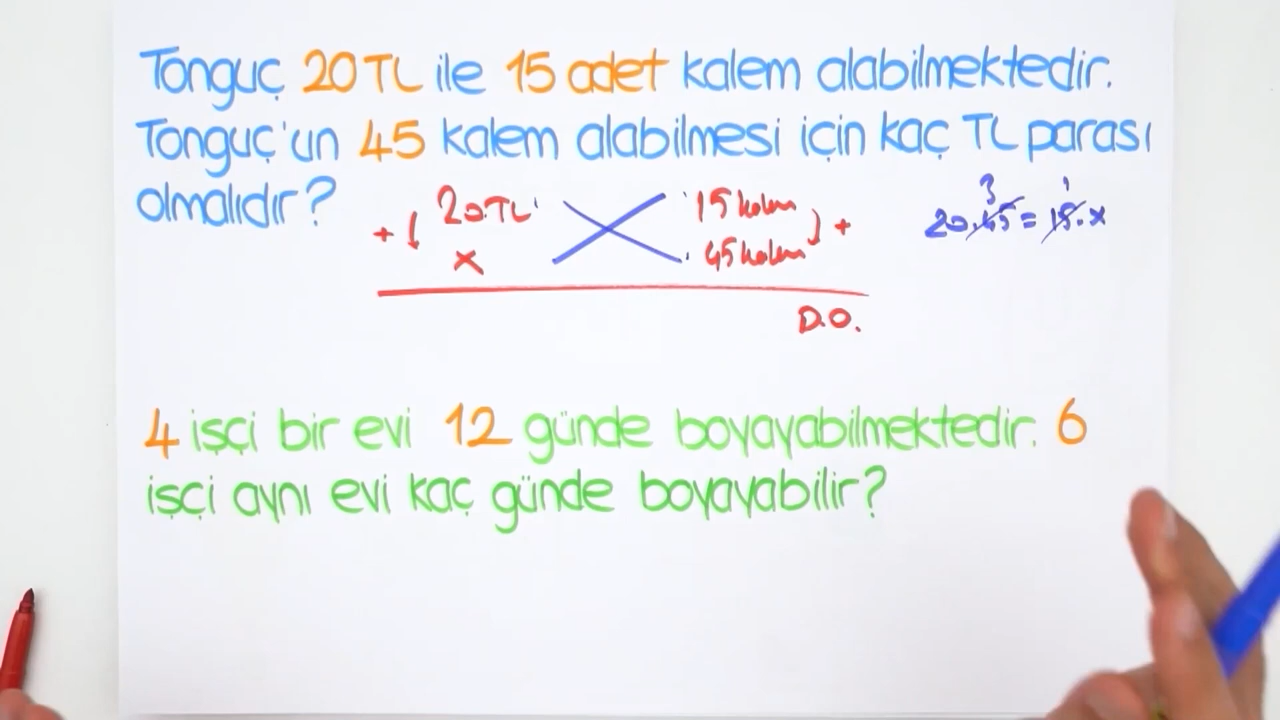 Tonguç 20 TL ile 15 adet kalem alabilmektedir.
Tonguç'un 45 kalem alabilmesi için kaç TL parası
olmalıdır?
20.TL 15 kalem
+ x 45 kalem +
D.O.
3 1
20.45 = 15.x
4 işçi bir evi 12 günde boyayabilmektedir. 6
işçi aynı evi kaç günde boyayabilir?